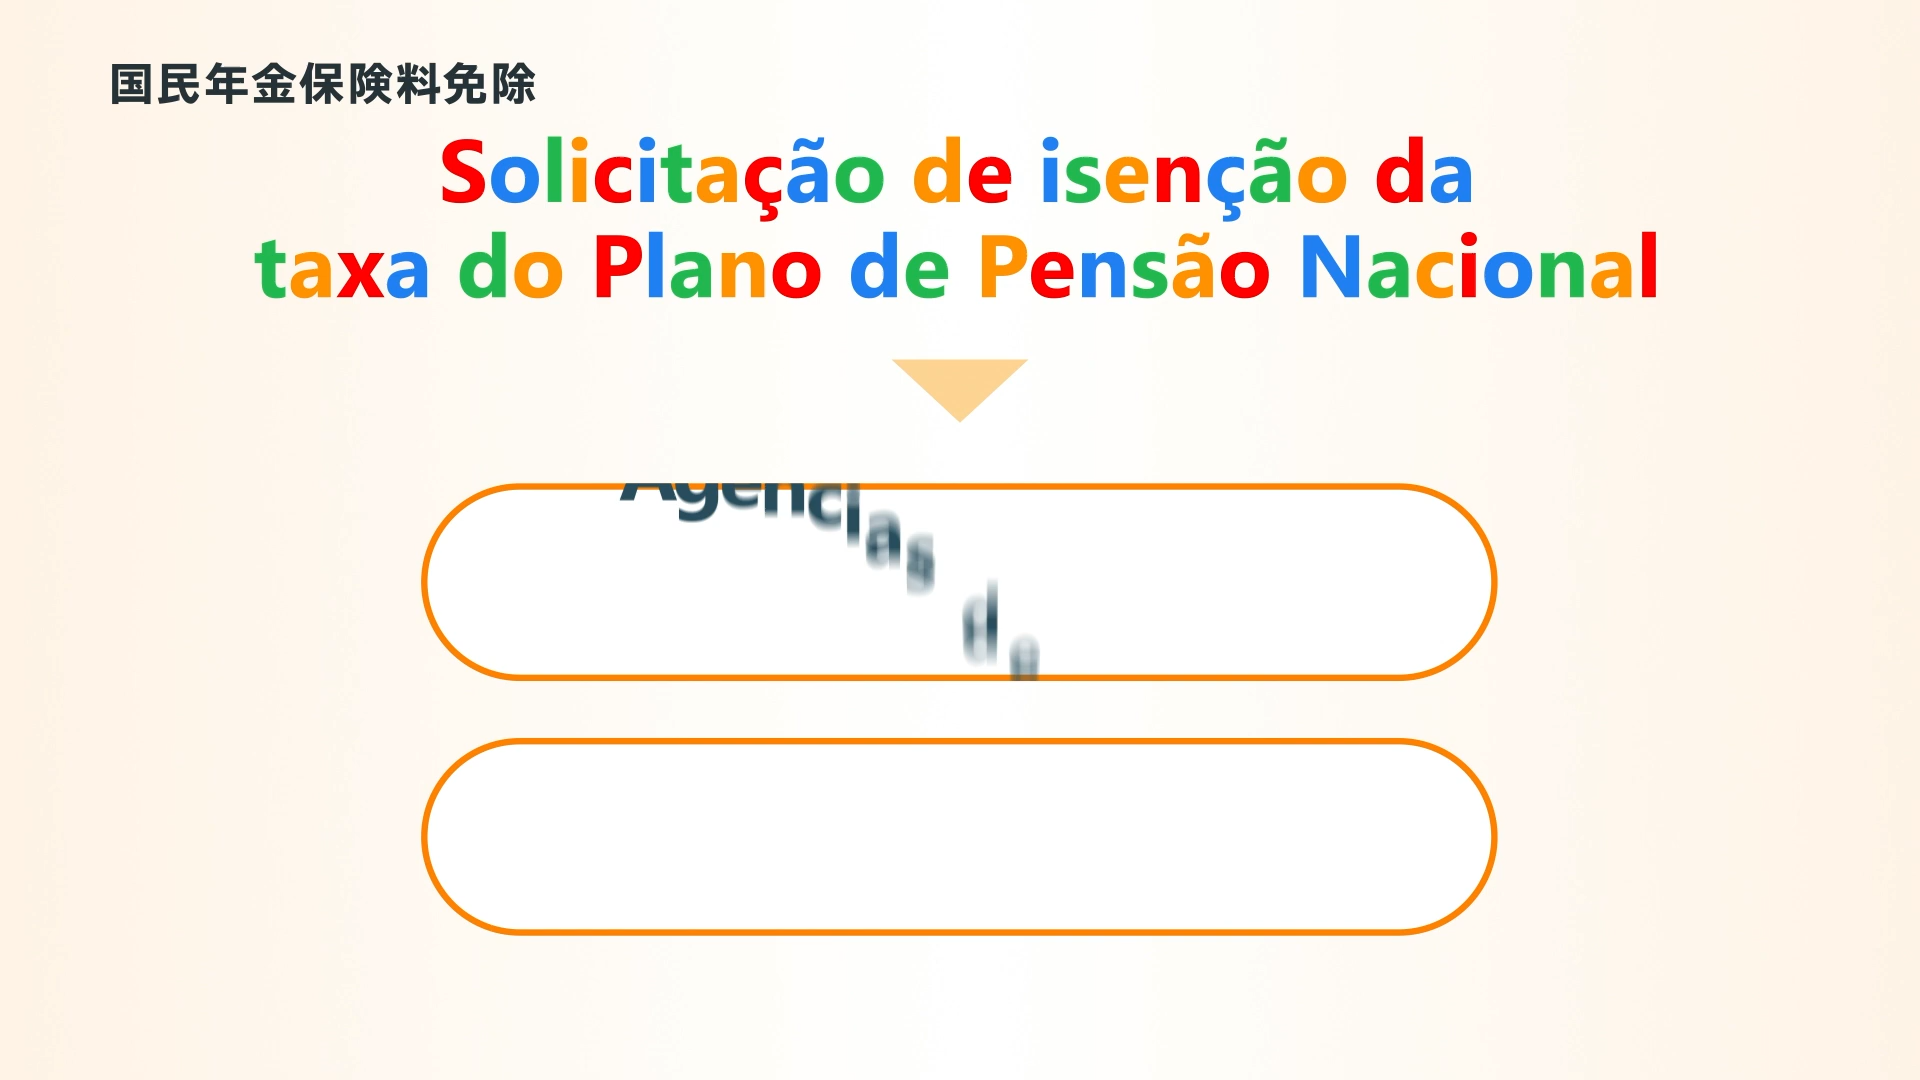 国民年金保険料免除
Solicitação de isenção da
taxa do Plano de Pensão Nacional